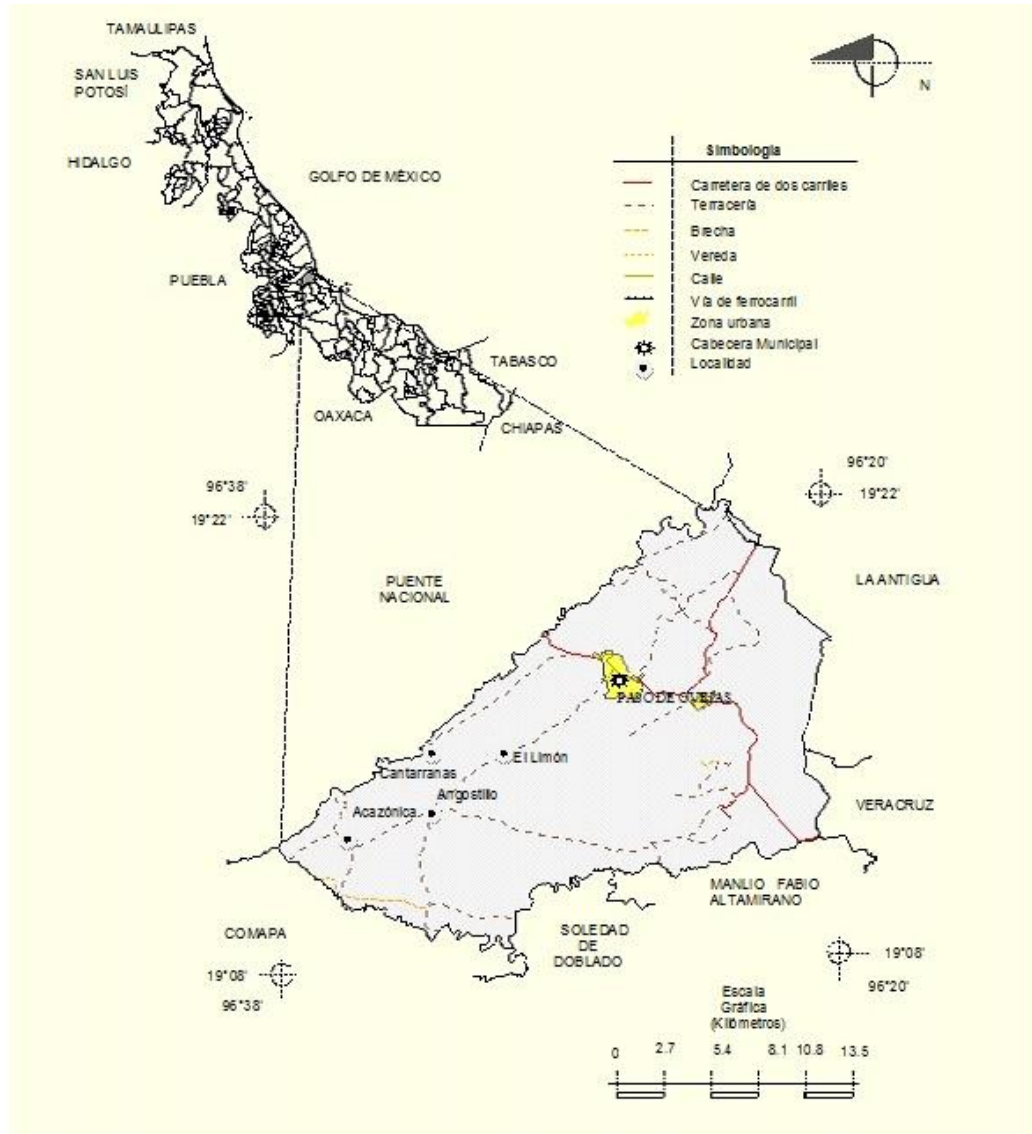 TAMAULIPAS
SAN LUIS
POTOSÍ
HIDALGO
GOLFO DE MÉXICO
PUEBLA
TABASCO
OAXACA
CHIAPAS
N
Simbologia
Carretera de dos carriles
Terracería
Brecha
Vereda
Calle
Vía de ferrocarril
Zona urbana
Cabecera Municipal
Localidad
96°38'
19°22'
96°20'
19°22'
PUENTE
NACIONAL
LA ANTIGUA
PASO DE OVEJAS
El Limón
Cantarranas
Angostillo
Acazónica
VERACRUZ
MANLIO FABIO
ALTAMIRANO
SOLEDAD
DE
DOBLADO
COMAPA
19°08'
96°38'
19°08'
96°20'
Escala
Gráfica
(Kilómetros)
0 2.7 5.4 8.1 10.8 13.5